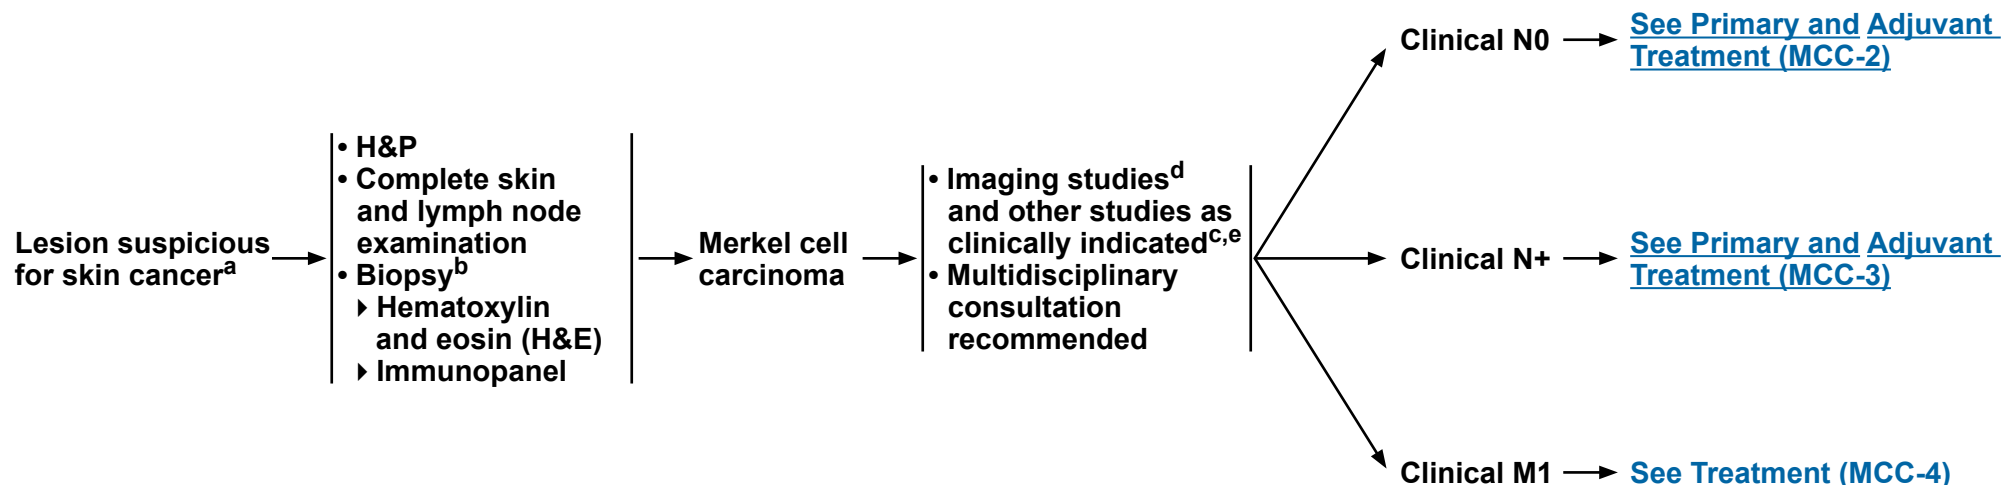 Lesion suspicious
for skin cancerᵃ
• H&P
• Complete skin
and lymph node
examination
• Biopsyᵇ
▸ Hematoxylin
and eosin (H&E)
▸ Immunopanel
Merkel cell
carcinoma
• Imaging studiesᵈ
and other studies as
clinically indicatedᶜ,ᵉ
• Multidisciplinary
consultation
recommended
Clinical N0
See Primary and Adjuvant
Treatment (MCC-2)
Clinical N+
See Primary and Adjuvant
Treatment (MCC-3)
Clinical M1
See Treatment (MCC-4)